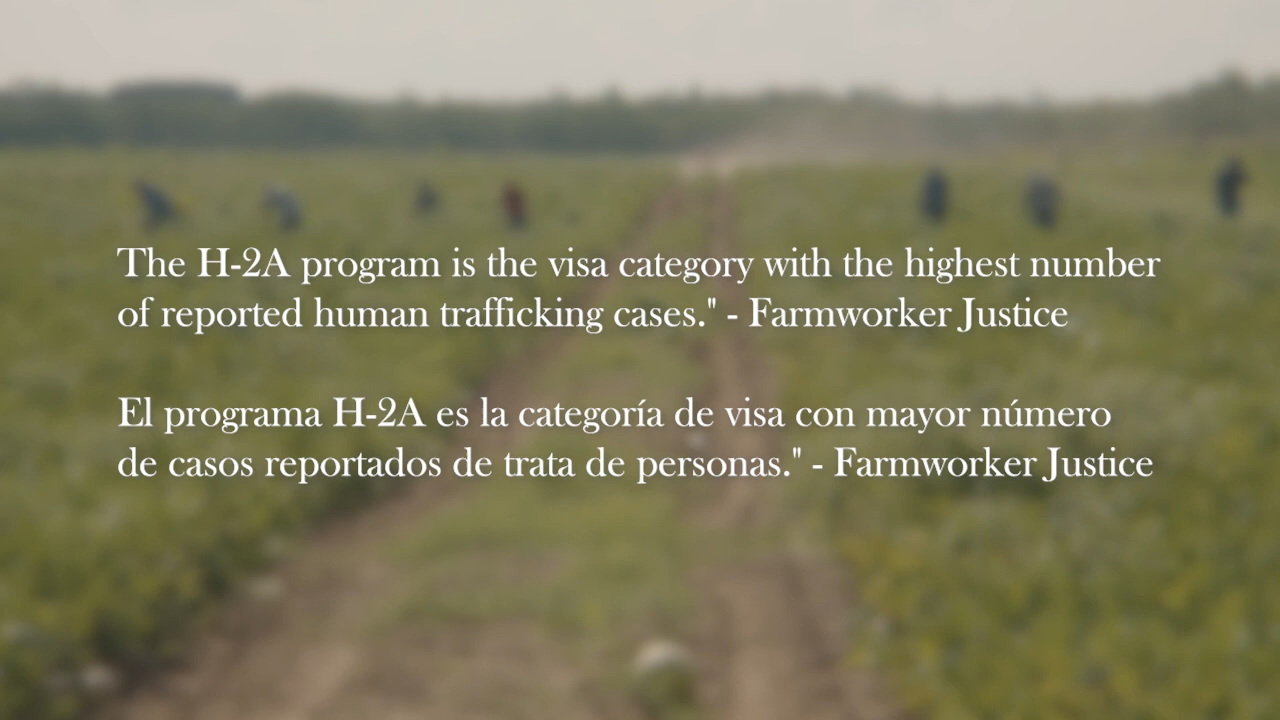 The H-2A program is the visa category with the highest number
of reported human trafficking cases." - Farmworker Justice
El programa H-2A es la categoría de visa con mayor número
de casos reportados de trata de personas." - Farmworker Justice